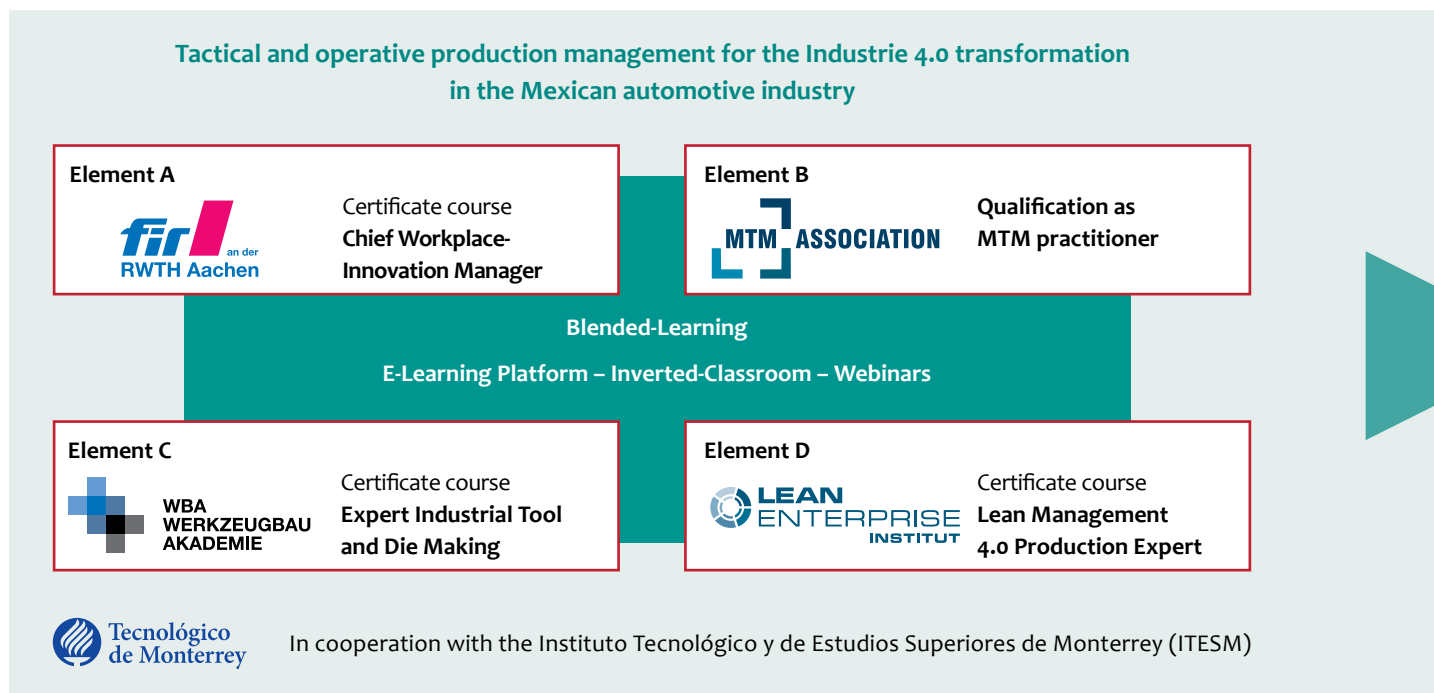 Tactical and operative production management for the Industrie 4.0 transformation
in the Mexican automotive industry
Element A
fir
an der
RWTH Aachen
Certificate course
Chief Workplace-
Innovation Manager
Element B
MTM ASSOCIATION
Qualification as
MTM practitioner
Blended-Learning
E-Learning Platform – Inverted-Classroom – Webinars
Element C
WBA
WERKZEUGBAU
AKADEMIE
Certificate course
Expert Industrial Tool
and Die Making
Element D
LEAN
ENTERPRISE
INSTITUT
Certificate course
Lean Management
4.0 Production Expert
Tecnológico
de Monterrey
In cooperation with the Instituto Tecnológico y de Estudios Superiores de Monterrey (ITESM)